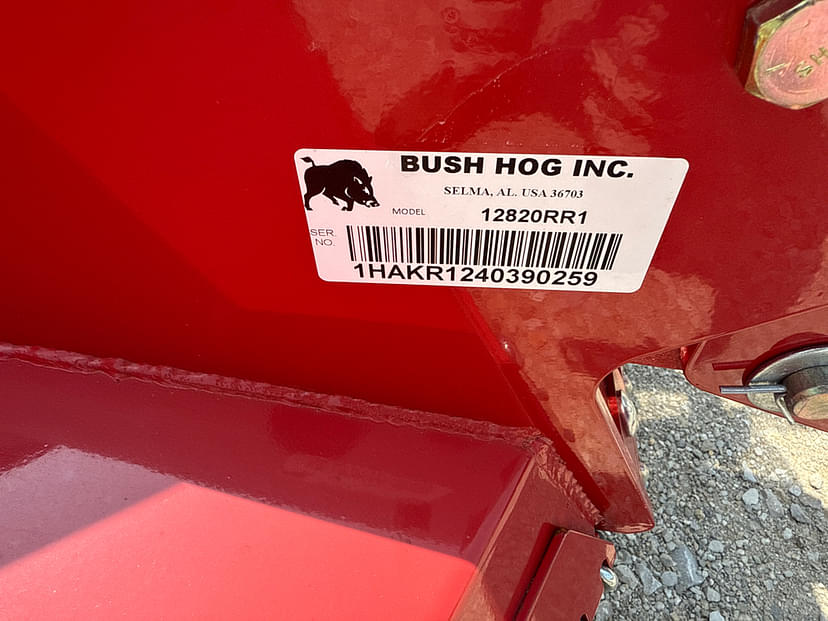 BUSH HOG INC.
SELMA, AL. USA 36703
MODEL 12820RR1
SER. NO.
1HAKR1240390259